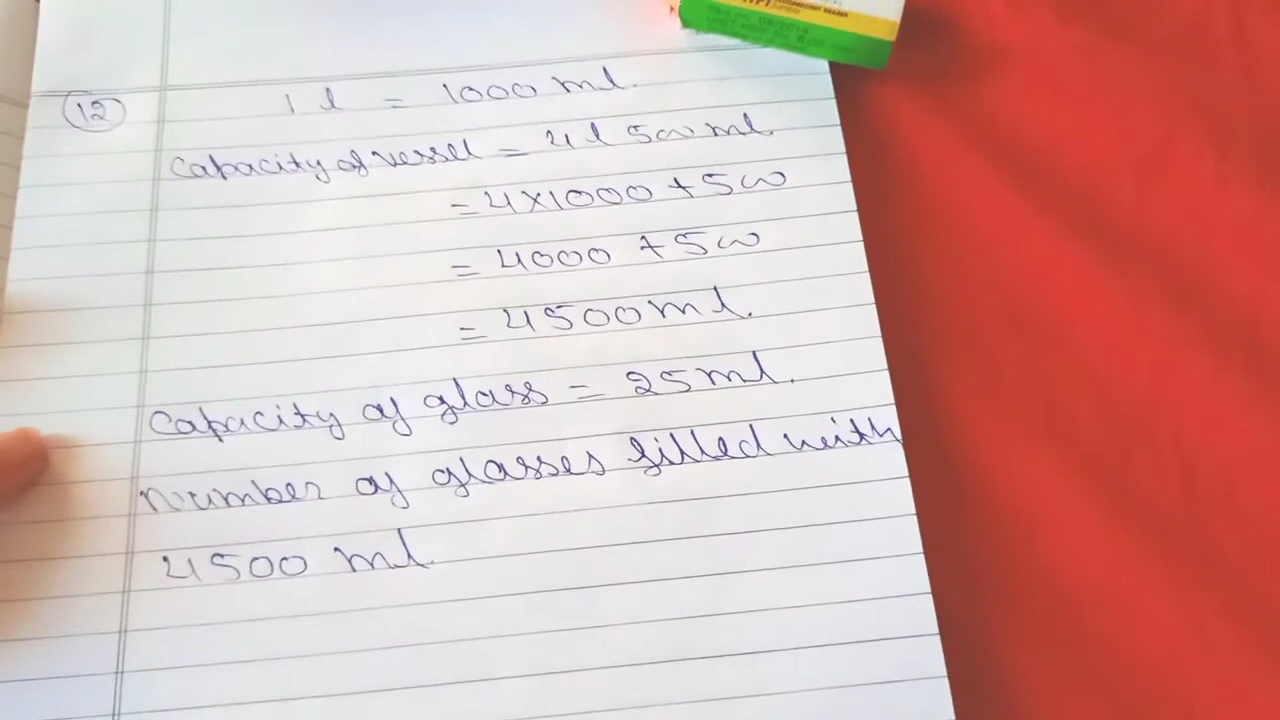 12
1 l = 1000 ml.
Capacity of vessel = 4 l 500 ml.
= 4×1000 + 500
= 4000 + 500
= 4500 ml.
Capacity of glass = 25 ml.
Number of glasses filled with
4500 ml.